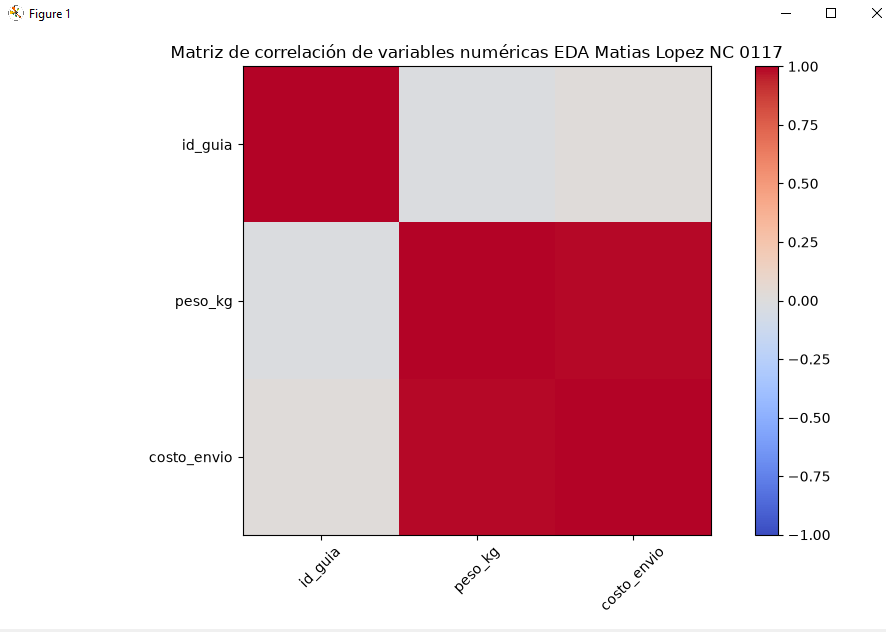 Figure 1
Matriz de correlación de variables numéricas EDA Matias Lopez NC 0117
id_guia
peso_kg
costo_envio
id_guia
peso_kg
costo_envio
1.00
0.75
0.50
0.25
0.00
−0.25
−0.50
−0.75
−1.00